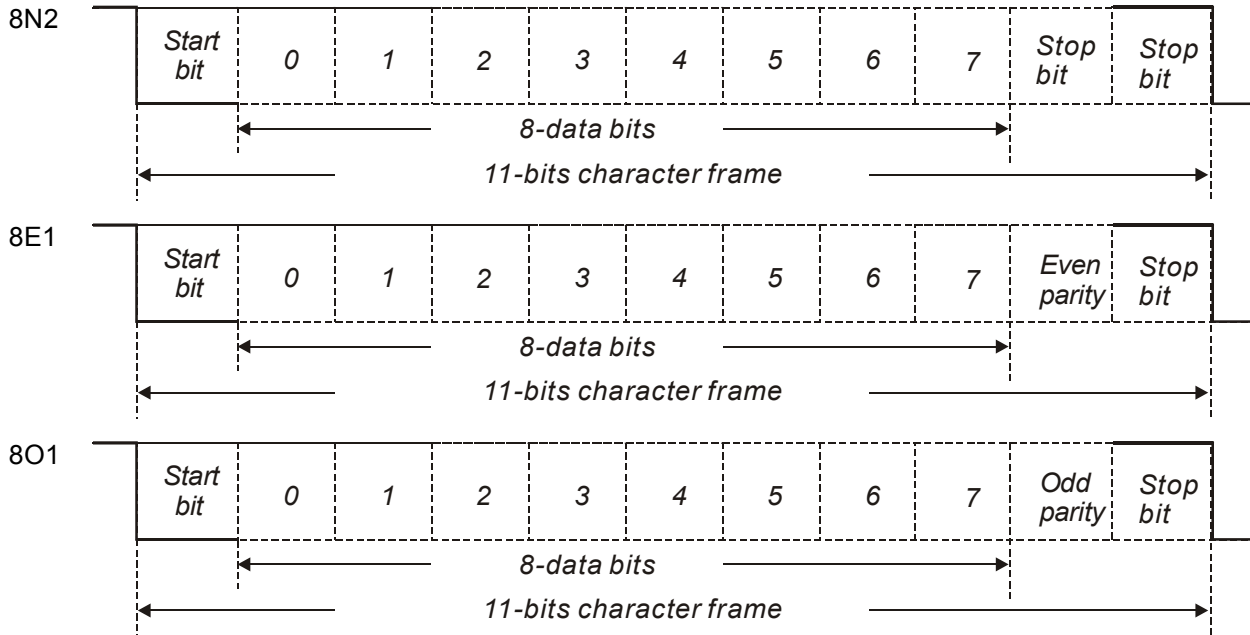 8N2
Start bit 0 1 2 3 4 5 6 7 Stop bit Stop bit
8-data bits
11-bits character frame
8E1
Start bit 0 1 2 3 4 5 6 7 Even parity Stop bit
8-data bits
11-bits character frame
8O1
Start bit 0 1 2 3 4 5 6 7 Odd parity Stop bit
8-data bits
11-bits character frame